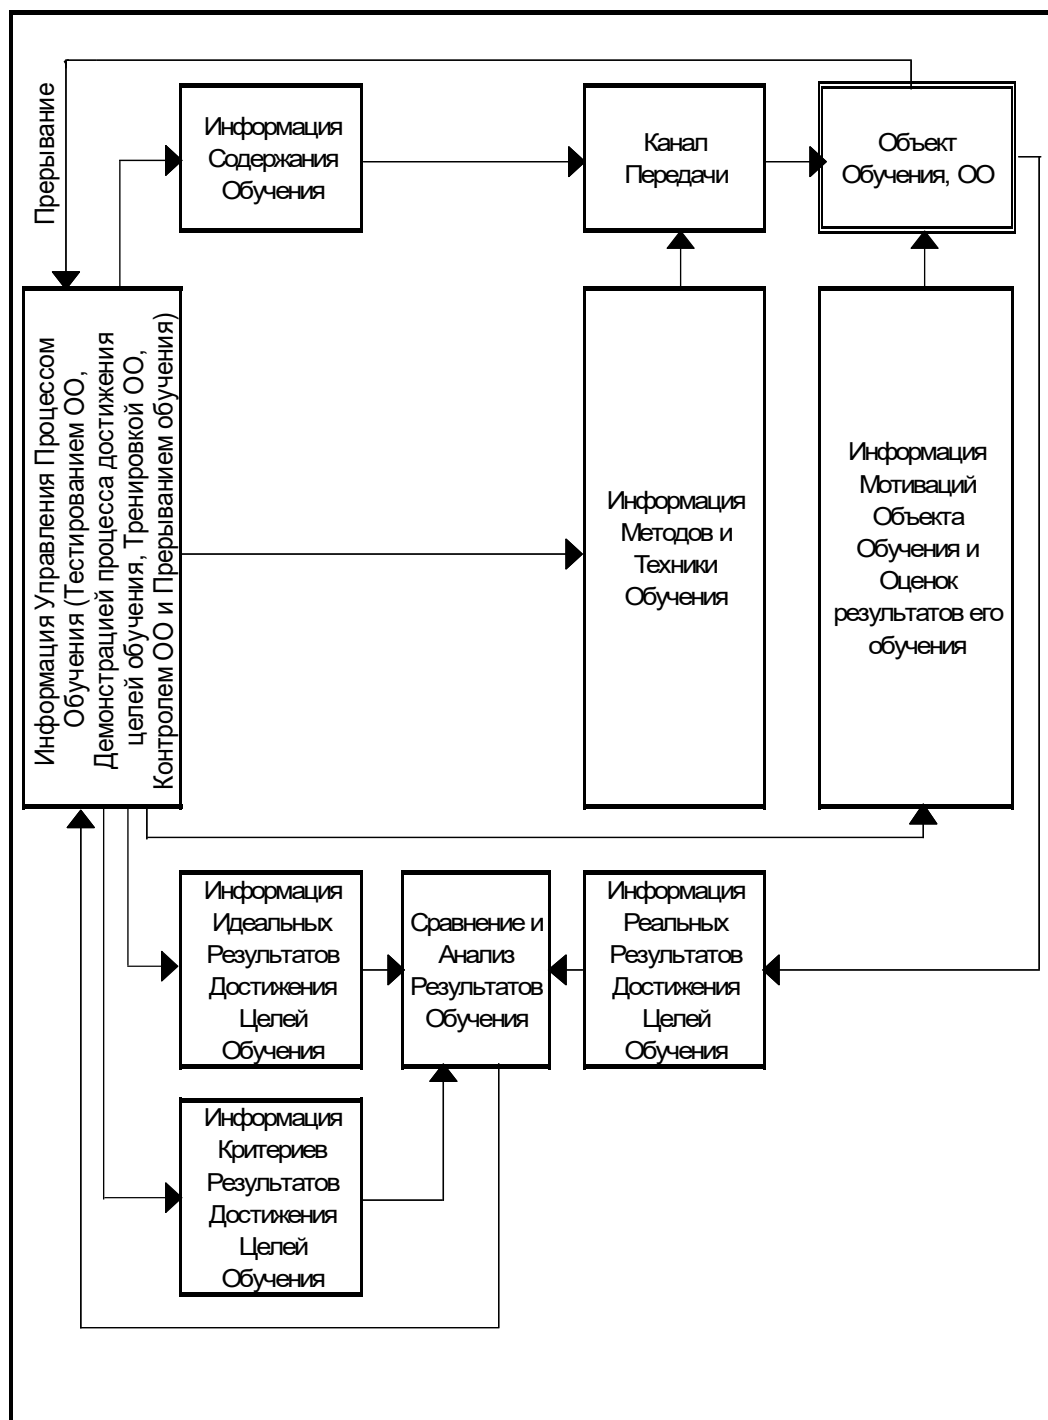 Прерывание
Информация
Содержания
Обучения
Канал
Передачи
Объект
Обучения, ОО
Информация Управления Процессом
Обучения (Тестированием ОО,
Демонстрацией процесса достижения
целей обучения, Тренировкой ОО,
Контролем ОО и Прерыванием обучения)
Информация
Методов и
Техники
Обучения
Информация
Мотиваций
Объекта
Обучения и
Оценок
результатов его
обучения
Информация
Идеальных
Результатов
Достижения
Целей
Обучения
Сравнение и
Анализ
Результатов
Обучения
Информация
Реальных
Результатов
Достижения
Целей
Обучения
Информация
Критериев
Результатов
Достижения
Целей
Обучения